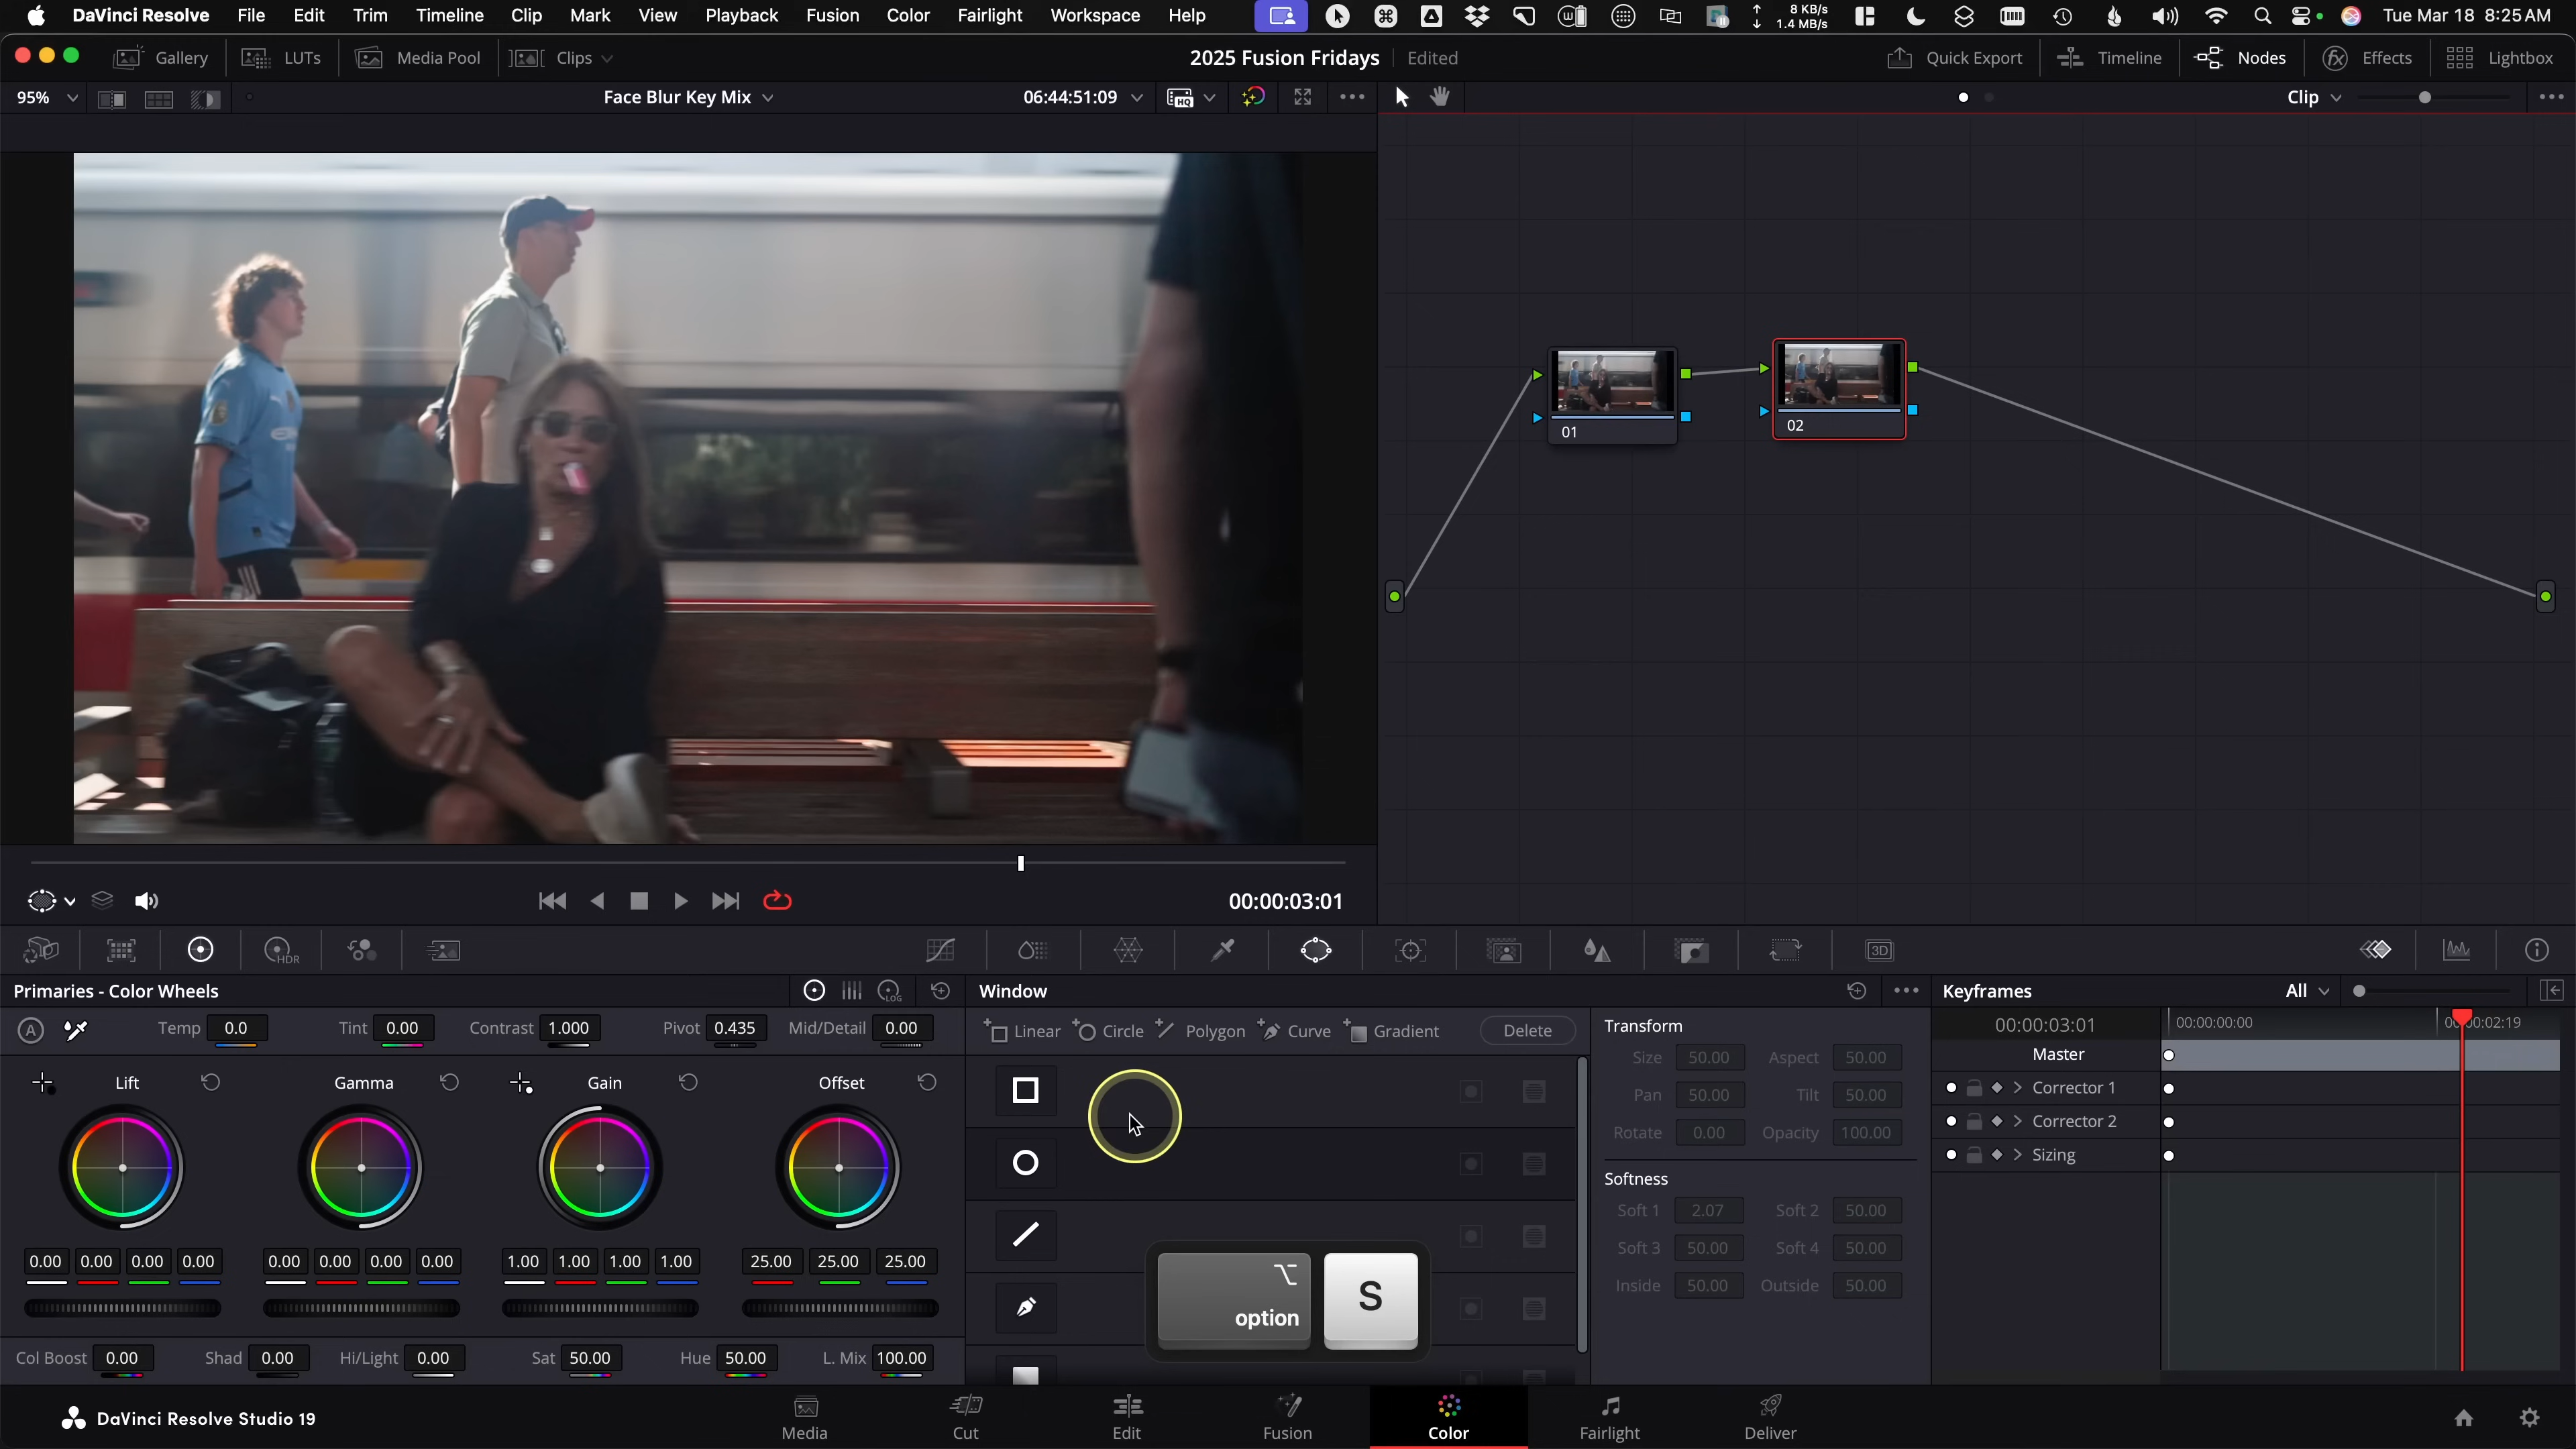 DaVinci Resolve File Edit Trim Timeline Clip Mark View Playback Fusion Color Fairlight Workspace Help 8 KB/s 1.4 MB/s Tue Mar 18 8:25 AM
Gallery LUTs Media Pool Clips 2025 Fusion Fridays Edited Quick Export Timeline Nodes Effects Lightbox
95% Face Blur Key Mix 06:44:51:09 HQ Clip
01
02
00:00:03:01
HDR 3D
Primaries - Color Wheels LOG Window Keyframes All
A Temp 0.0 Tint 0.00 Contrast 1.000 Pivot 0.435 Mid/Detail 0.00
Linear Circle Polygon Curve Gradient Delete
Transform
00:00:03:01 00:00:00:00
Size 50.00 Aspect 50.00
Master
Lift Gamma Gain Offset
Pan 50.00 Tilt 50.00
Corrector 1
Rotate 0.00 Opacity 100.00
Corrector 2
Sizing
Softness
Soft 1 2.07 Soft 2 50.00
Soft 3 50.00 Soft 4 50.00
Inside 50.00 Outside 50.00
0.00 0.00 0.00 0.00 0.00 0.00 0.00 0.00 1.00 1.00 1.00 1.00 25.00 25.00 25.00
option S
Col Boost 0.00 Shad 0.00 Hi/Light 0.00 Sat 50.00 Hue 50.00 L. Mix 100.00
DaVinci Resolve Studio 19 Media Cut Edit Fusion Color Fairlight Deliver